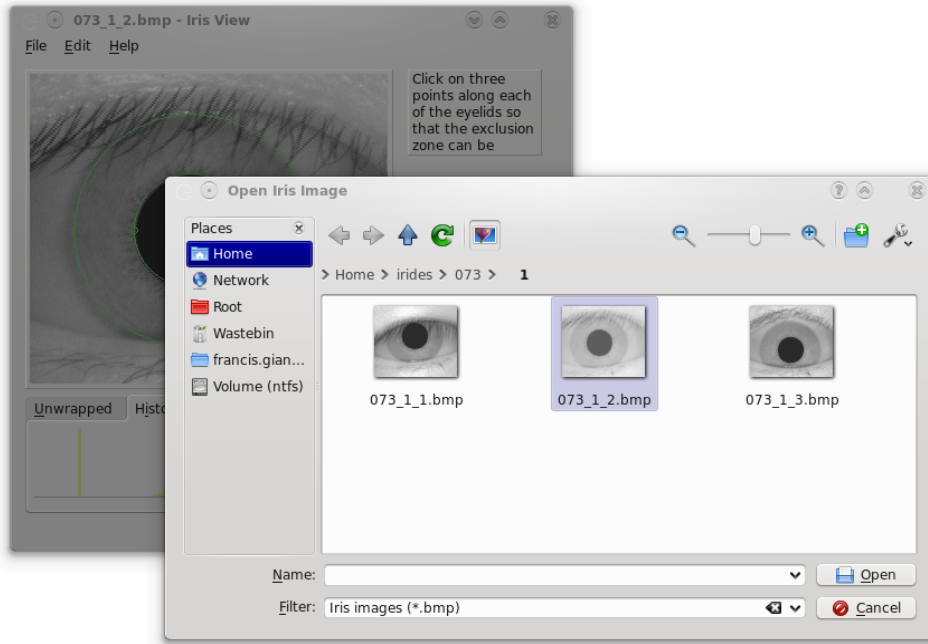 073_1_2.bmp - Iris View
File Edit Help
Click on three
points along each
of the eyelids so
that the exclusion
zone can be
Unwrapped Histo
Open Iris Image
Places
Home
Network
Root
Wastebin
francis.gian...
Volume (ntfs)
> Home > irides > 073 > 1
073_1_1.bmp
073_1_2.bmp
073_1_3.bmp
Name:
Open
Filter: Iris images (*.bmp)
Cancel